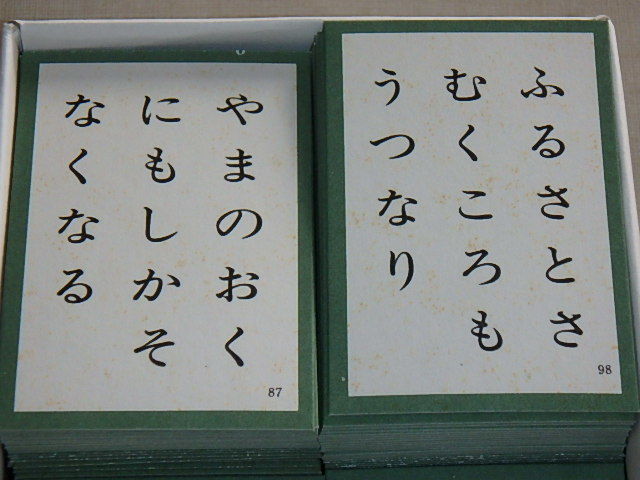 ふるさとさ
むくころも
うつなり
98
やまのおく
にもしかそ
なくなる
87